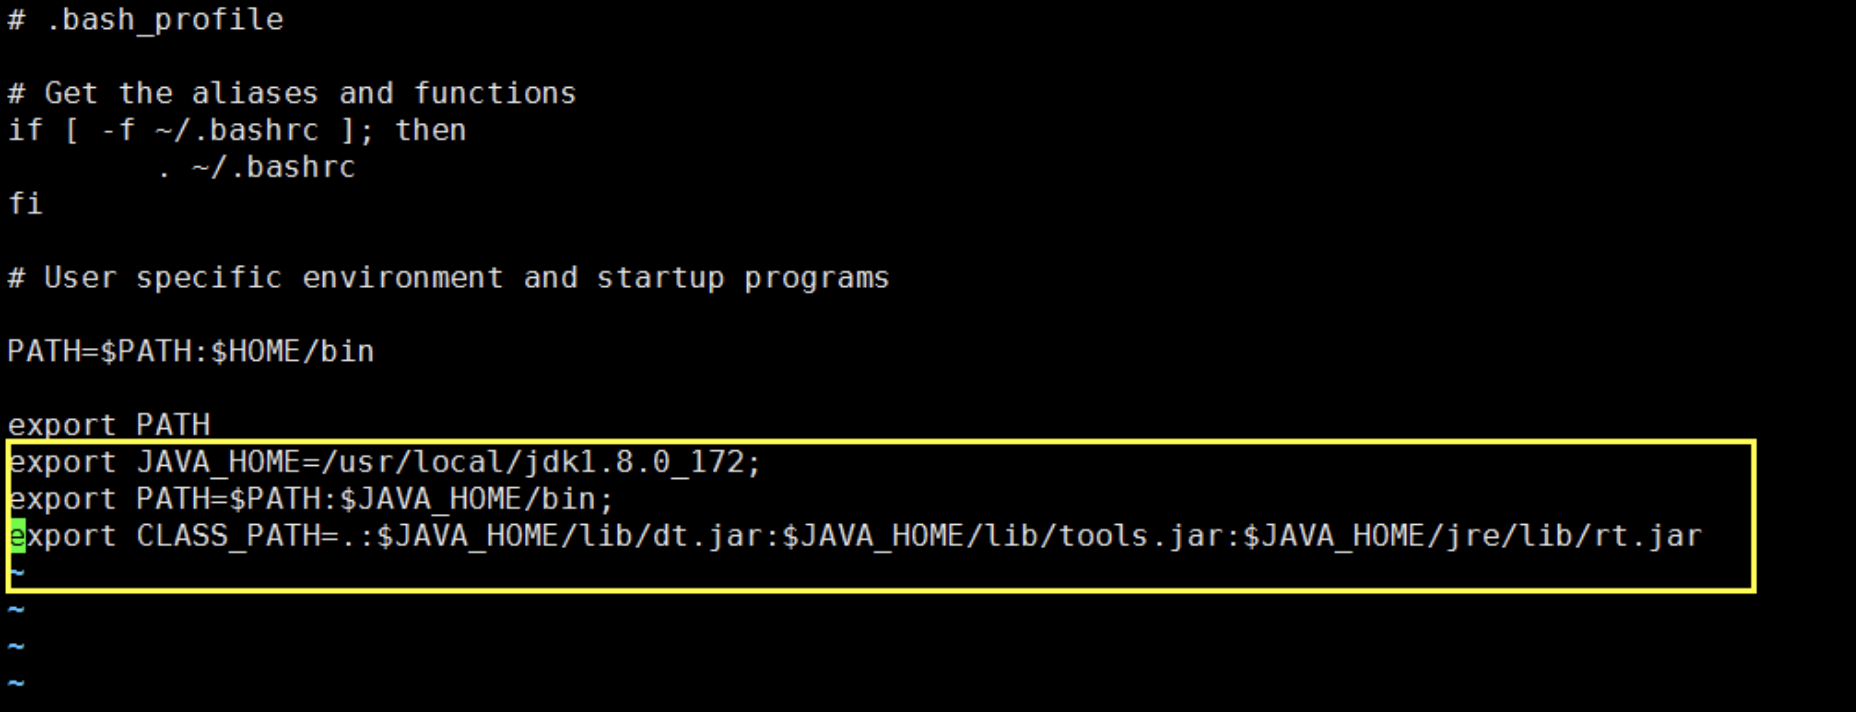 # .bash_profile
# Get the aliases and functions
if [ -f ~/.bashrc ]; then
        . ~/.bashrc
fi
# User specific environment and startup programs
PATH=$PATH:$HOME/bin
export PATH
export JAVA_HOME=/usr/local/jdk1.8.0_172;
export PATH=$PATH:$JAVA_HOME/bin;
export CLASS_PATH=.:$JAVA_HOME/lib/dt.jar:$JAVA_HOME/lib/tools.jar:$JAVA_HOME/jre/lib/rt.jar
~
~
~
~